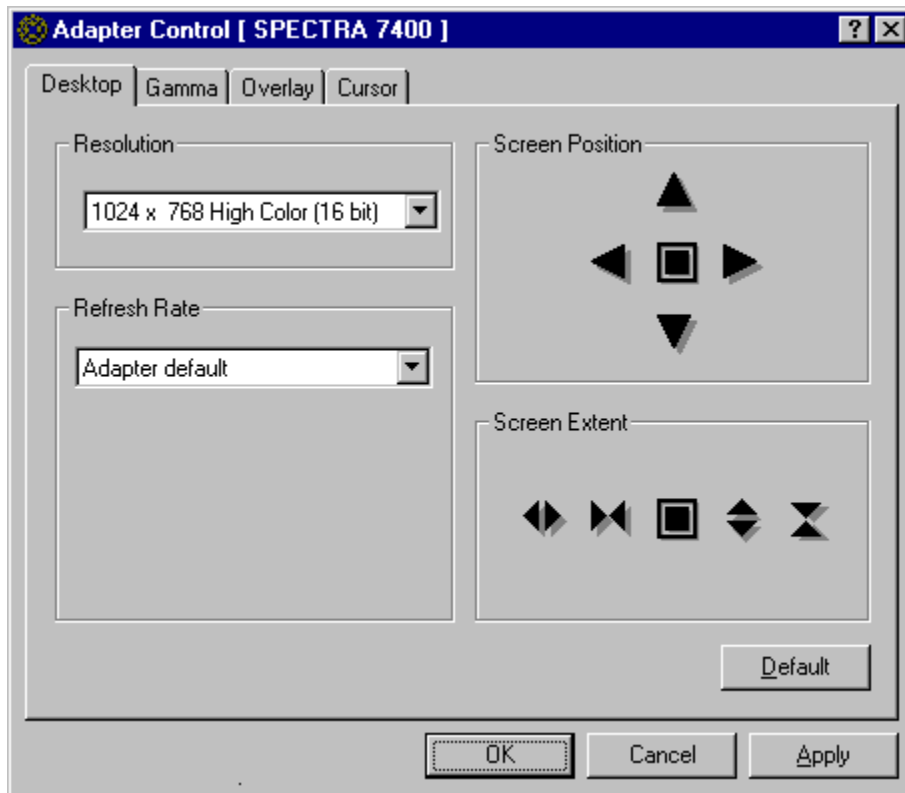 Adapter Control [ SPECTRA 7400 ]
Desktop Gamma Overlay Cursor
Resolution
1024 x  768 High Color (16 bit)
Refresh Rate
Adapter default
Screen Position
Screen Extent
Default
OK Cancel Apply